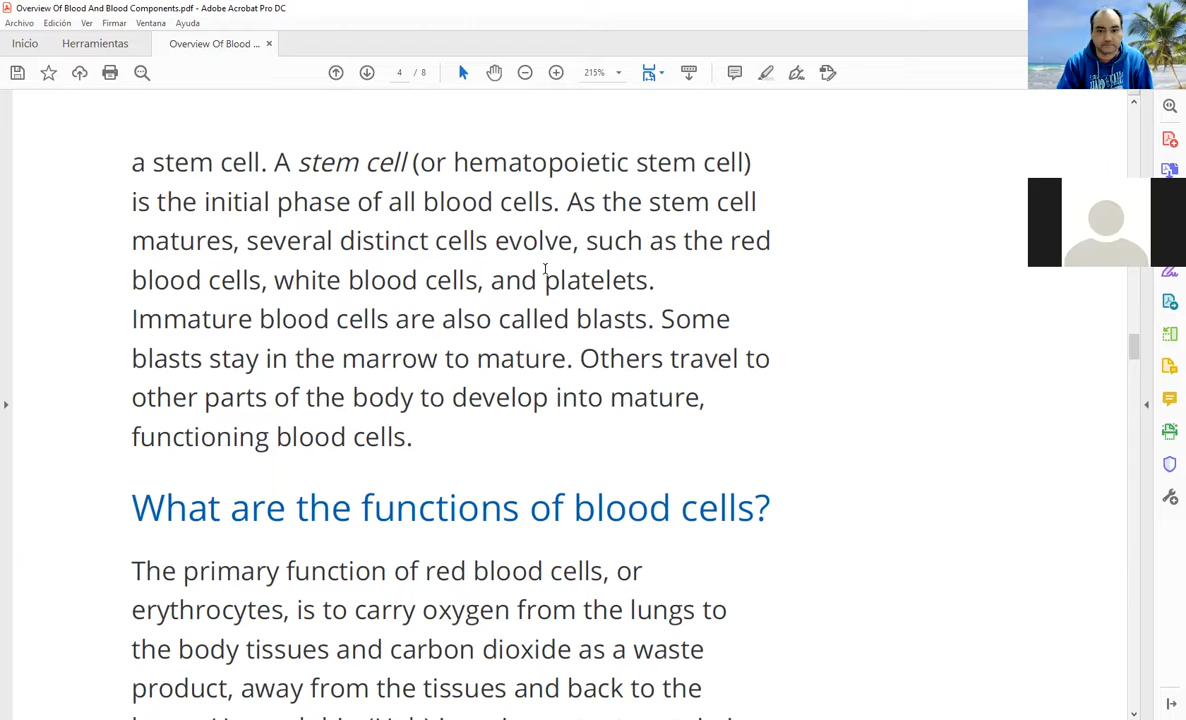 Overview Of Blood And Blood Components.pdf - Adobe Acrobat Pro DC
Archivo Edición Ver Firmar Ventana Ayuda
Inicio Herramientas Overview Of Blood ... ×
4 / 8 215%
a stem cell. A stem cell (or hematopoietic stem cell)
is the initial phase of all blood cells. As the stem cell
matures, several distinct cells evolve, such as the red
blood cells, white blood cells, and platelets.
Immature blood cells are also called blasts. Some
blasts stay in the marrow to mature. Others travel to
other parts of the body to develop into mature,
functioning blood cells.
What are the functions of blood cells?
The primary function of red blood cells, or
erythrocytes, is to carry oxygen from the lungs to
the body tissues and carbon dioxide as a waste
product, away from the tissues and back to the